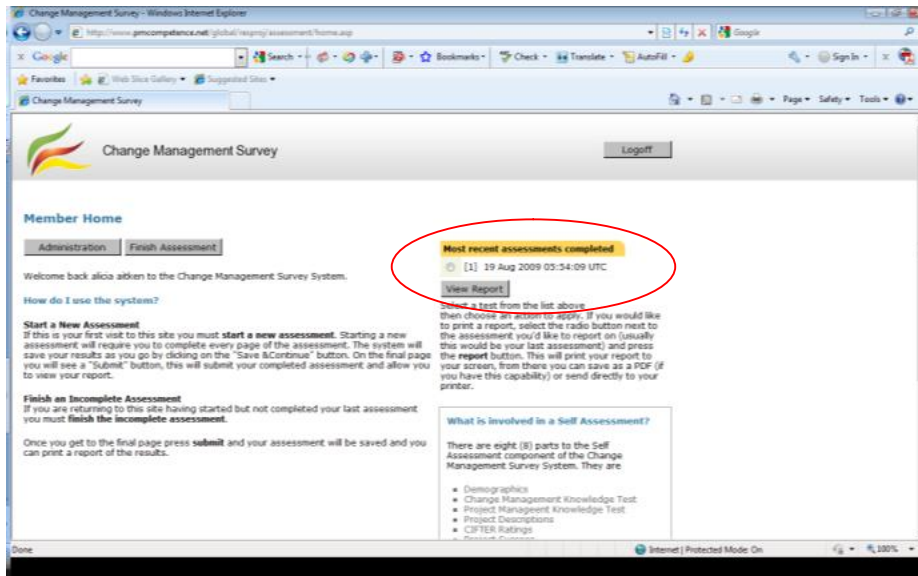 Change Management Survey - Windows Internet Explorer
http://www.pmcompetence.net/global/resproj/assessment/home.asp
Google
x Google
Search
Bookmarks
Check
Translate
AutoFill
Sign In
x
Favorites
Web Slice Gallery
Suggested Sites
Change Management Survey
Page
Safety
Tools
Change Management Survey
Logoff
Member Home
Administration
Finish Assessment
Welcome back alicia aitken to the Change Management Survey System.
How do I use the system?
Start a New Assessment
If this is your first visit to this site you must start a new assessment. Starting a new
assessment will require you to complete every page of the assessment. The system will
save your results as you go by clicking on the "Save &Continue" button. On the final page
you will see a "Submit" button, this will submit your completed assessment and allow you
to view your report.
Finish an Incomplete Assessment
If you are returning to this site having started but not completed your last assessment
you must finish the incomplete assessment.
Once you get to the final page press submit and your assessment will be saved and you
can print a report of the results.
Most recent assessments completed
[1] 19 Aug 2009 05:54:09 UTC
View Report
Select a test from the list above
then choose an action to apply. If you would like
to print a report, select the radio button next to
the assessment you'd like to report on (usually
this would be your last assessment) and press
the report button. This will print your report to
your screen, from there you can save as a PDF (if
you have this capability) or send directly to your
printer.
What is involved in a Self Assessment?
There are eight (8) parts to the Self
Assessment component of the Change
Management Survey System. They are
Demographics
Change Management Knowledge Test
Project Manageent Knowledge Test
Project Descriptions
CIFTER Ratings
Done
Internet | Protected Mode: On
100%